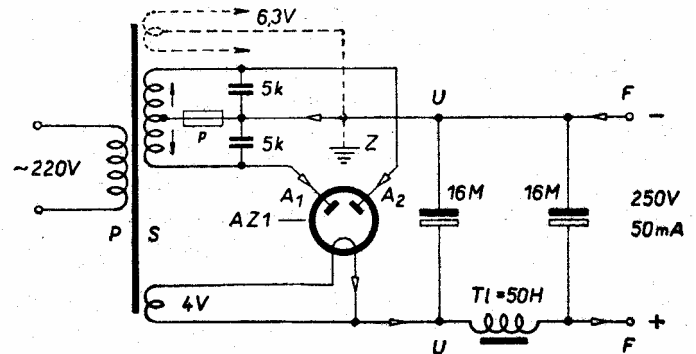 6,3V
5k
p
5k
Z
U
F
−
~220V
A1
A2
AZ1
16M
16M
250V
50mA
P
S
4V
Tl=50H
+
U
F